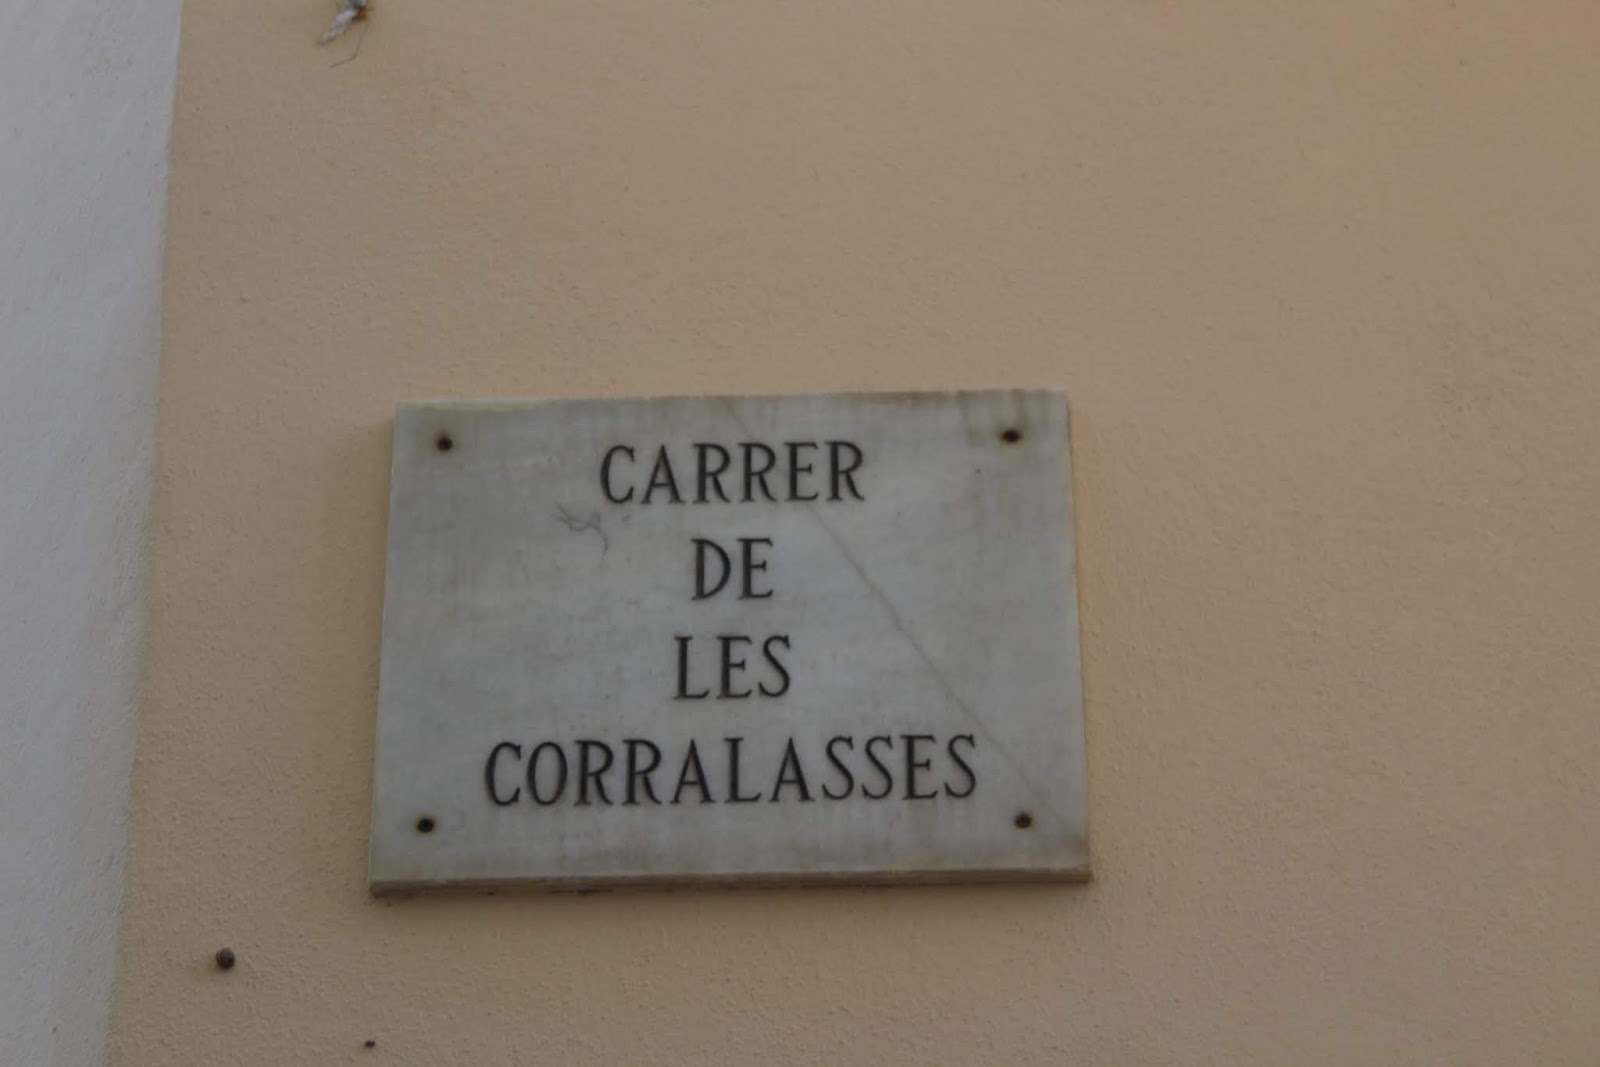 CARRER
DE
LES
CORRALASSES